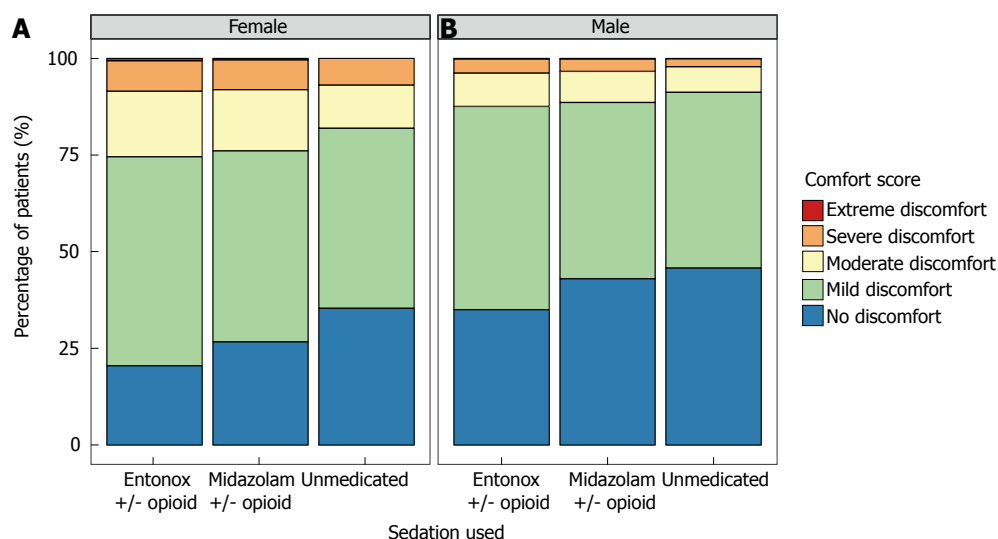 A
Female
B
Male
Percentage of patients (%)
100
75
50
25
0
Entonox
+/- opioid
Midazolam
+/- opioid
Unmedicated
Entonox
+/- opioid
Midazolam
+/- opioid
Unmedicated
Sedation used
Comfort score
Extreme discomfort
Severe discomfort
Moderate discomfort
Mild discomfort
No discomfort